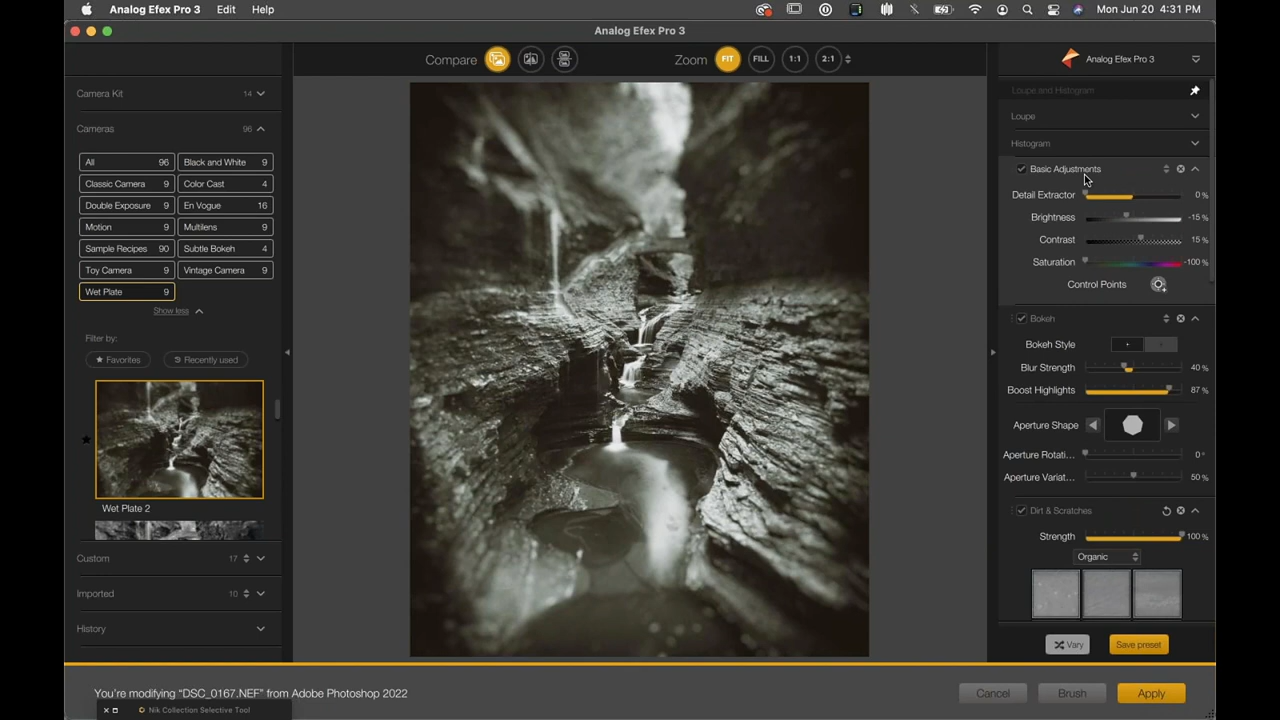 Analog Efex Pro 3 Edit Help Mon Jun 20 4:31 PM
Analog Efex Pro 3
Compare Zoom FIT FILL 1:1 2:1 Analog Efex Pro 3
Camera Kit 14
Cameras 96
All 96 Black and White 9
Classic Camera 9 Color Cast 4
Double Exposure 9 En Vogue 16
Motion 9 Multilens 9
Sample Recipes 90 Subtle Bokeh 4
Toy Camera 9 Vintage Camera 9
Wet Plate 9
Show less
Filter by:
Favorites Recently used
Wet Plate 2
Custom 17
Imported 10
History
Loupe and Histogram
Loupe
Histogram
Basic Adjustments
Detail Extractor 0 %
Brightness -15 %
Contrast 15 %
Saturation -100 %
Control Points
Bokeh
Bokeh Style
Blur Strength 40 %
Boost Highlights 87 %
Aperture Shape
Aperture Rotati... 0 °
Aperture Variat... 50 %
Dirt & Scratches
Strength 100 %
Organic
Vary Save preset
You're modifying "DSC_0167.NEF" from Adobe Photoshop 2022 Cancel Brush Apply
Nik Collection Selective Tool